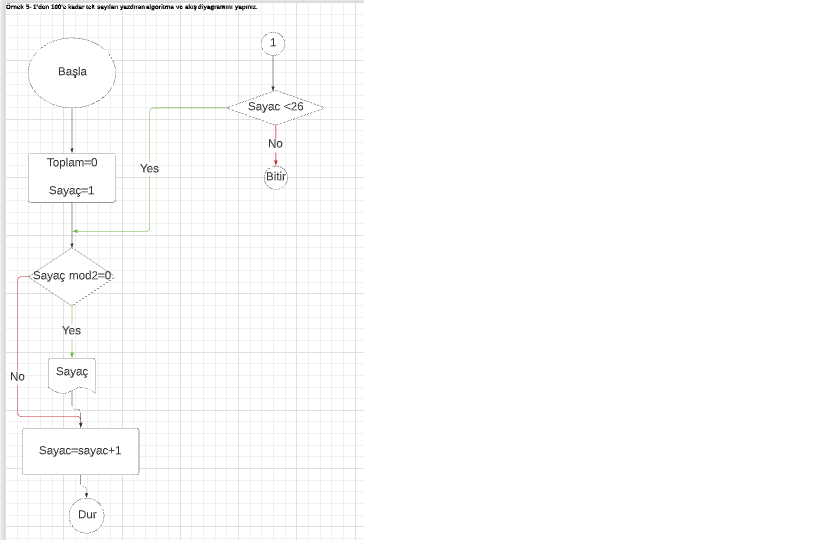 Örnek 5- 1'den 100'e kadar tek sayıları yazdıran algoritma ve akış diyagramını yapınız.
1
Başla
Sayac <26
No
Yes
Bitir
Toplam=0
Sayaç=1
Sayaç mod2=0
Yes
Sayaç
No
Sayac=sayac+1
Dur